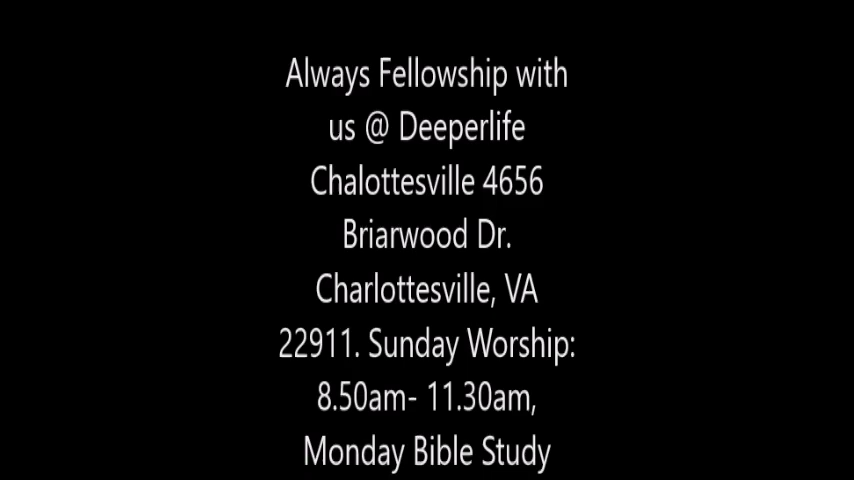 Always Fellowship with
us @ Deeperlife
Chalottesville 4656
Briarwood Dr.
Charlottesville, VA
22911. Sunday Worship:
8.50am- 11.30am,
Monday Bible Study